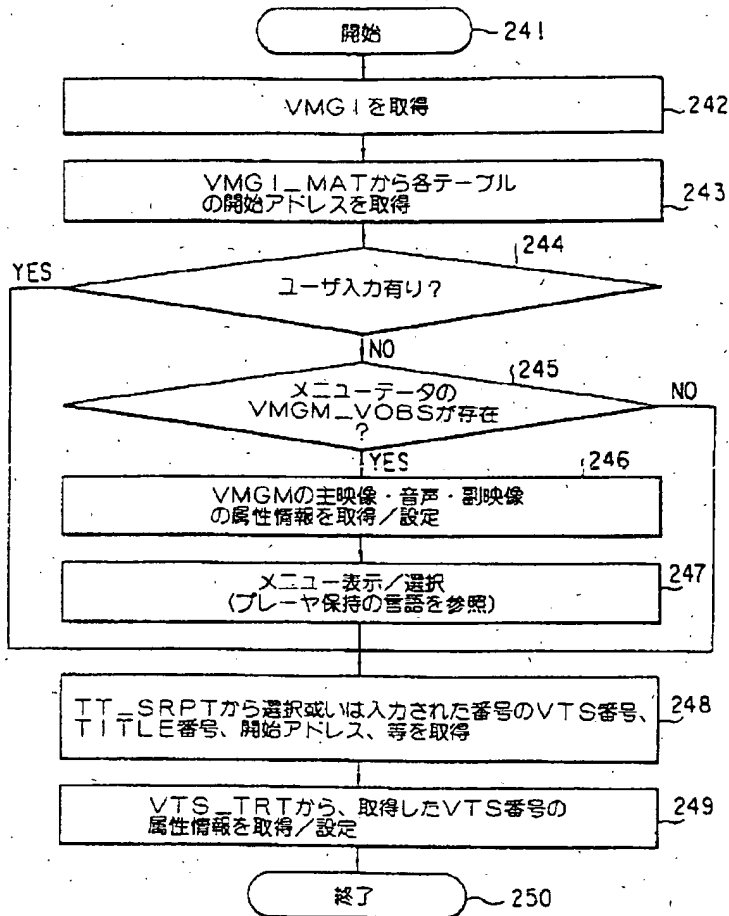 開始
241
VMGIを取得
242
VMGI_MATから各テーブル
の開始アドレスを取得
243
244
YES
ユーザ入力有り?
NO
245
メニューデータの
VMGM_VOBSが存在
?
NO
YES
246
VMGMの主映像・音声・副映像
の属性情報を取得/設定
メニュー表示/選択
(プレーヤ保持の言語を参照)
247
TT_SRPTから選択或いは入力された番号のVTS番号、
TITLE番号、開始アドレス、等を取得
248
VTS_TRTから、取得したVTS番号の
属性情報を取得/設定
249
終了
250